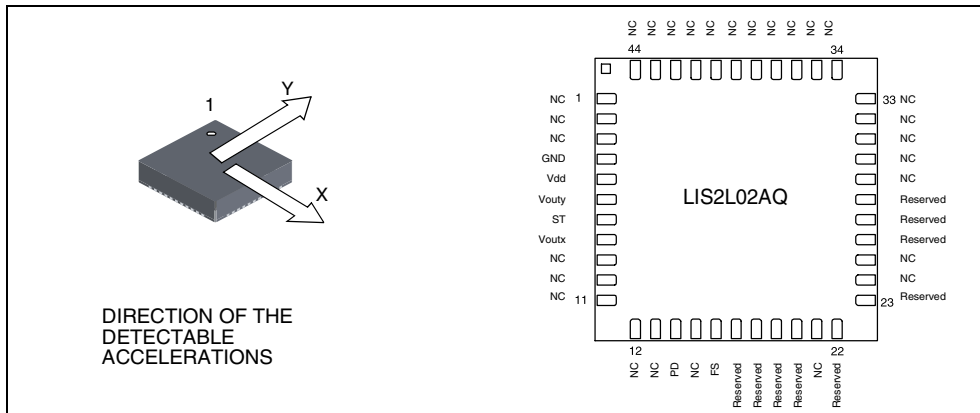 Y
1
X
DIRECTION OF THE
DETECTABLE
ACCELERATIONS
NC NC NC NC NC NC NC NC NC NC NC
44 34
NC 1
NC
NC
GND
Vdd
Vouty
ST
Voutx
NC
NC
NC 11
LIS2L02AQ
33 NC
NC
NC
NC
NC
Reserved
Reserved
Reserved
NC
NC
23 Reserved
12 22
NC NC PD NC FS Reserved Reserved Reserved Reserved NC Reserved